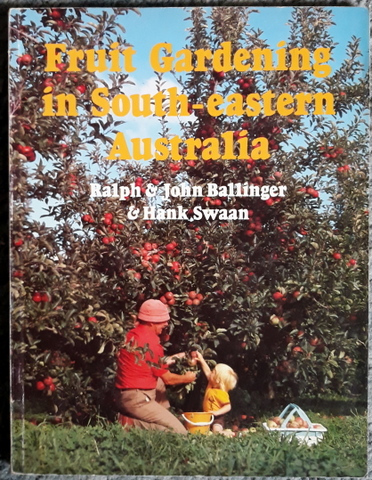 Fruit Gardening
in South-eastern
Australia
Ralph & John Ballinger
& Hank Swaan